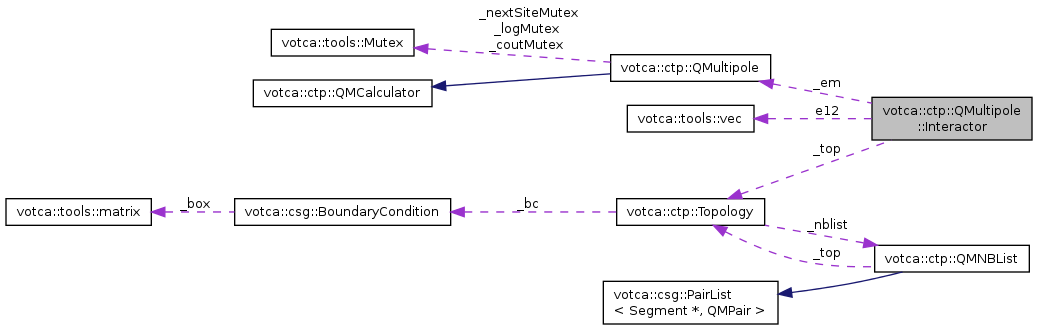 _nextSiteMutex
_logMutex
_coutMutex
votca::tools::Mutex
votca::ctp::QMultipole
votca::ctp::QMCalculator
_em
votca::ctp::QMultipole
::Interactor
e12
votca::tools::vec
_top
votca::tools::matrix
_box
votca::csg::BoundaryCondition
_bc
votca::ctp::Topology
_nblist
_top
votca::ctp::QMNBList
votca::csg::PairList
< Segment *, QMPair >